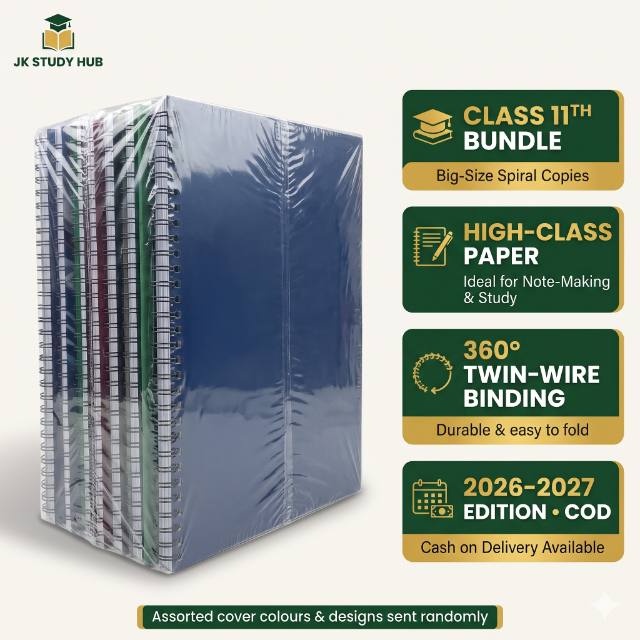 JK STUDY HUB
CLASS 11TH
BUNDLE
Big-Size Spiral Copies
HIGH-CLASS
PAPER
Ideal for Note-Making
& Study
360°
TWIN-WIRE
BINDING
Durable & easy to fold
2026-2027
EDITION • COD
Cash on Delivery Available
Assorted cover colours & designs sent randomly